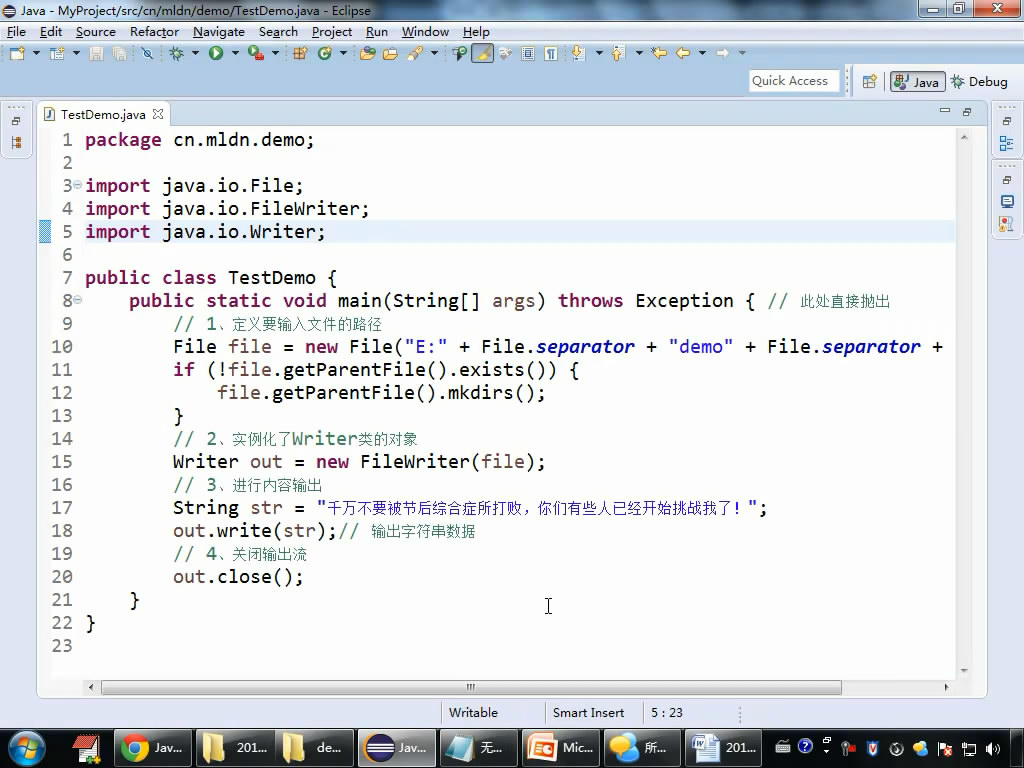 Java - MyProject/src/cn/mldn/demo/TestDemo.java - Eclipse
File Edit Source Refactor Navigate Search Project Run Window Help
Quick Access
Java
Debug
TestDemo.java
1 package cn.mldn.demo;
2
3 import java.io.File;
4 import java.io.FileWriter;
5 import java.io.Writer;
6
7 public class TestDemo {
8 public static void main(String[] args) throws Exception { // 此处直接抛出
9 // 1、定义要输入文件的路径
10 File file = new File("E:" + File.separator + "demo" + File.separator +
11 if (!file.getParentFile().exists()) {
12 file.getParentFile().mkdirs();
13 }
14 // 2、实例化了Writer类的对象
15 Writer out = new FileWriter(file);
16 // 3、进行内容输出
17 String str = "千万不要被节后综合症所打败，你们有些人已经开始挑战我了！";
18 out.write(str);// 输出字符串数据
19 // 4、关闭输出流
20 out.close();
21 }
22 }
23
Writable Smart Insert 5 : 23
Jav... 201... de... Jav... 无... Mic... 所... 201...